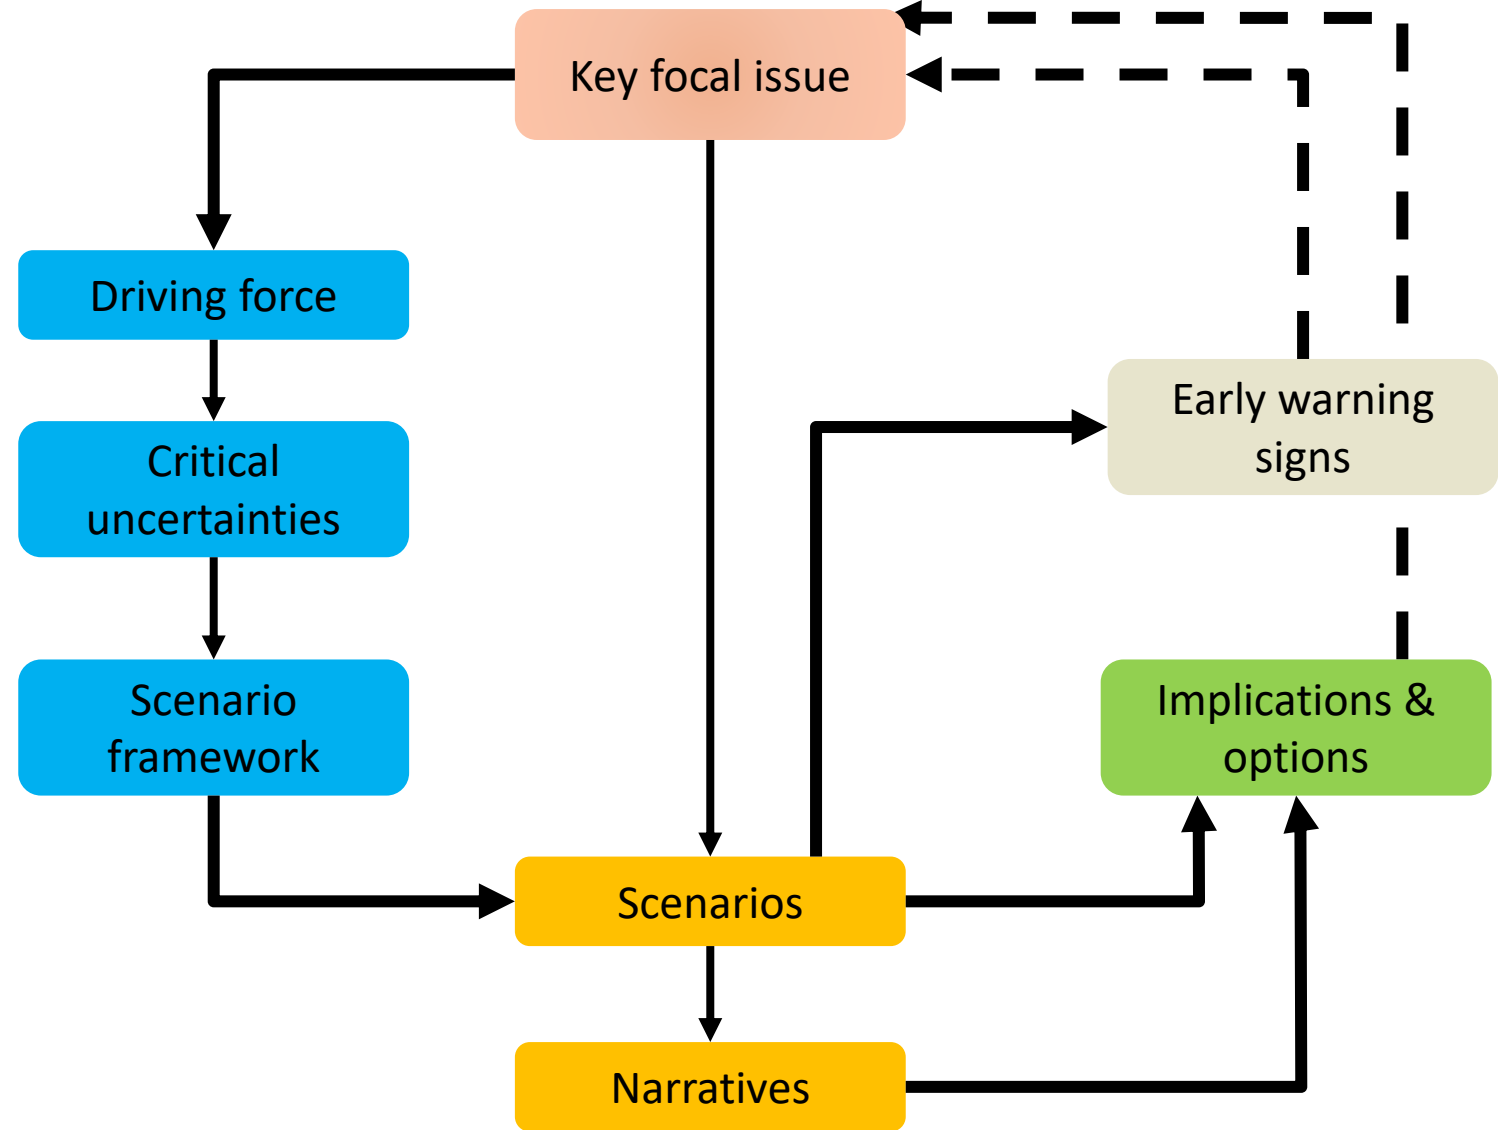 Key focal issue
Driving force
Critical
uncertainties
Scenario
framework
Scenarios
Narratives
Early warning
signs
Implications &
options